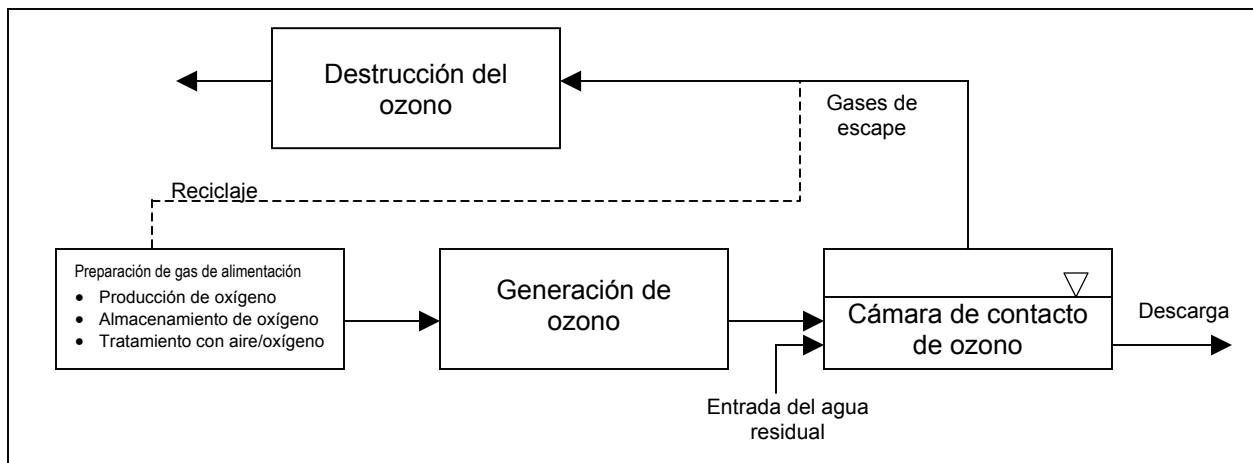 Destrucción del
ozono
Gases de
escape
Reciclaje
Preparación de gas de alimentación
• Producción de oxígeno
• Almacenamiento de oxígeno
• Tratamiento con aire/oxígeno
Generación de
ozono
Cámara de contacto
de ozono
Descarga
Entrada del agua
residual